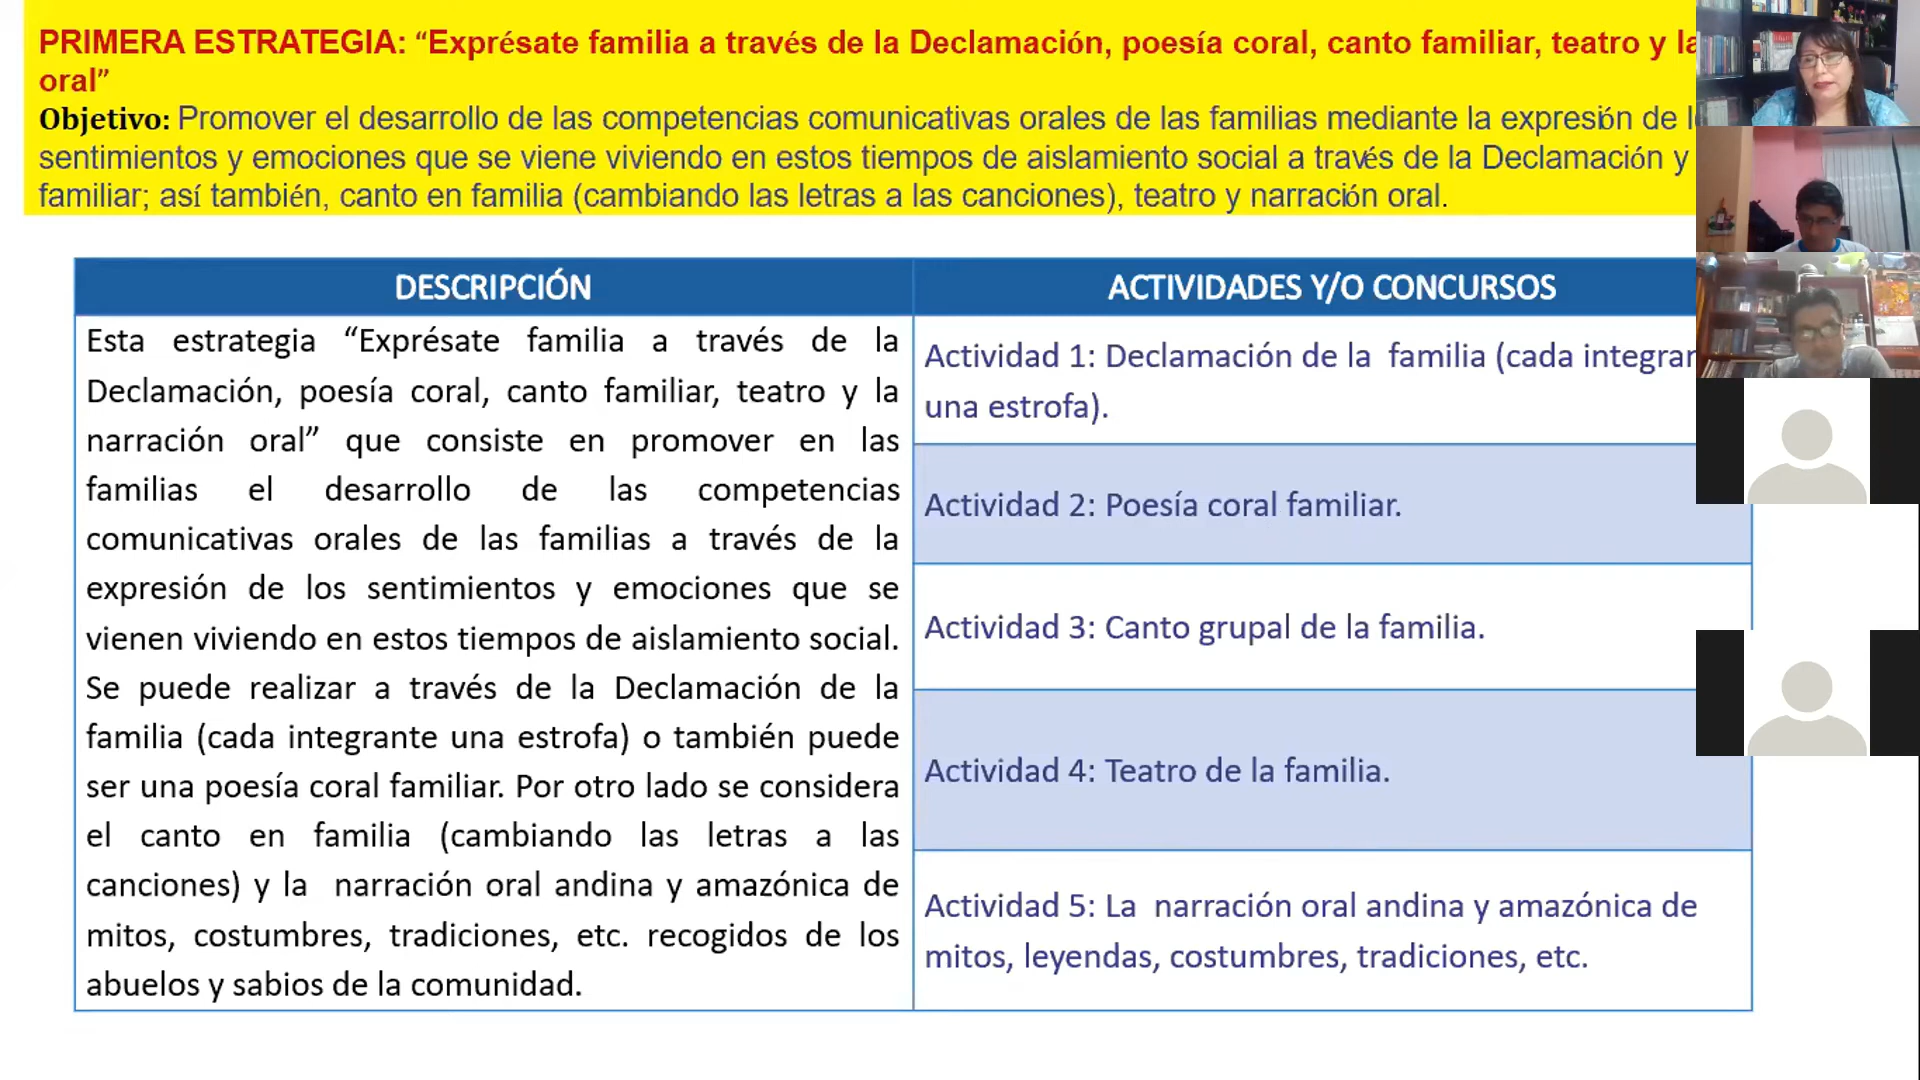 PRIMERA ESTRATEGIA: “Exprésate familia a través de la Declamación, poesía coral, canto familiar, teatro y la
oral”
Objetivo: Promover el desarrollo de las competencias comunicativas orales de las familias mediante la expresión de
sentimientos y emociones que se viene viviendo en estos tiempos de aislamiento social a través de la Declamación y
familiar; así también, canto en familia (cambiando las letras a las canciones), teatro y narración oral.
DESCRIPCIÓN
Esta estrategia “Exprésate familia a través de la
Declamación, poesía coral, canto familiar, teatro y la
narración oral” que consiste en promover en las
familias el desarrollo de las competencias
comunicativas orales de las familias a través de la
expresión de los sentimientos y emociones que se
vienen viviendo en estos tiempos de aislamiento social.
Se puede realizar a través de la Declamación de la
familia (cada integrante una estrofa) o también puede
ser una poesía coral familiar. Por otro lado se considera
el canto en familia (cambiando las letras a las
canciones) y la narración oral andina y amazónica de
mitos, costumbres, tradiciones, etc. recogidos de los
abuelos y sabios de la comunidad.
ACTIVIDADES Y/O CONCURSOS
Actividad 1: Declamación de la familia (cada
una estrofa).
Actividad 2: Poesía coral familiar.
Actividad 3: Canto grupal de la familia.
Actividad 4: Teatro de la familia.
Actividad 5: La narración oral andina y amazónica de
mitos, leyendas, costumbres, tradiciones, etc.